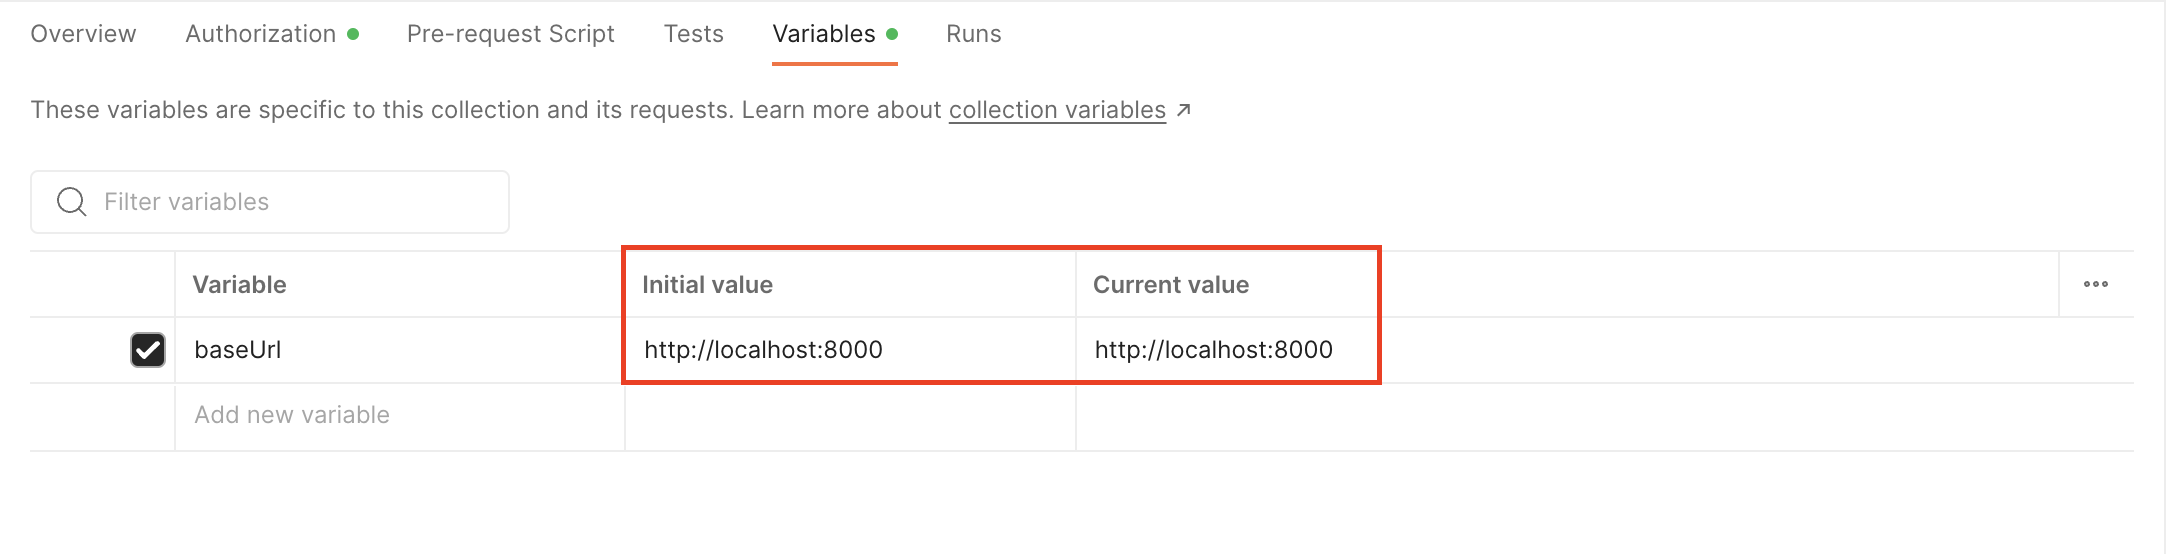 Overview Authorization Pre-request Script Tests Variables Runs
These variables are specific to this collection and its requests. Learn more about collection variables ↗
Filter variables
Variable Initial value Current value
baseUrl http://localhost:8000 http://localhost:8000
Add new variable